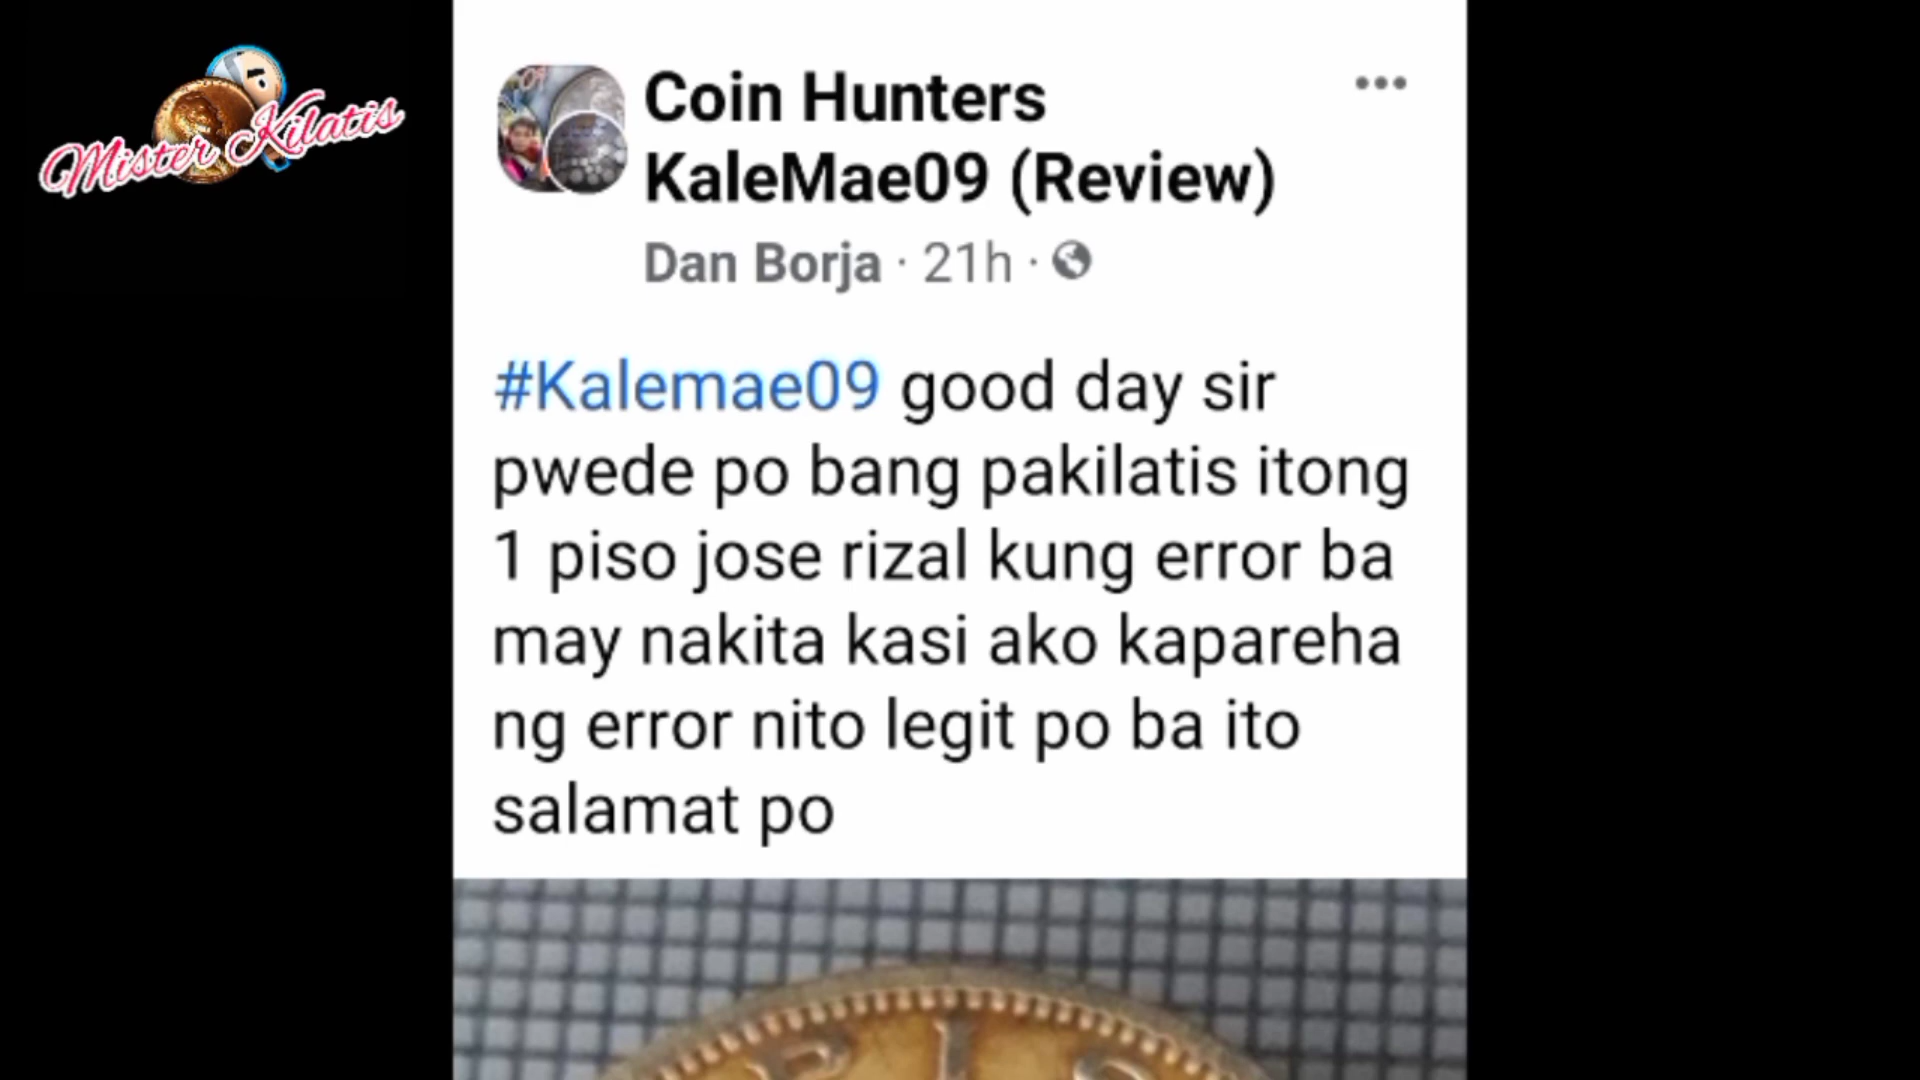 Mister Kilatis
Coin Hunters
KaleMae09 (Review)
Dan Borja · 21h ·
#Kalemae09 good day sir
pwede po bang pakilatis itong
1 piso jose rizal kung error ba
may nakita kasi ako kapareha
ng error nito legit po ba ito
salamat po